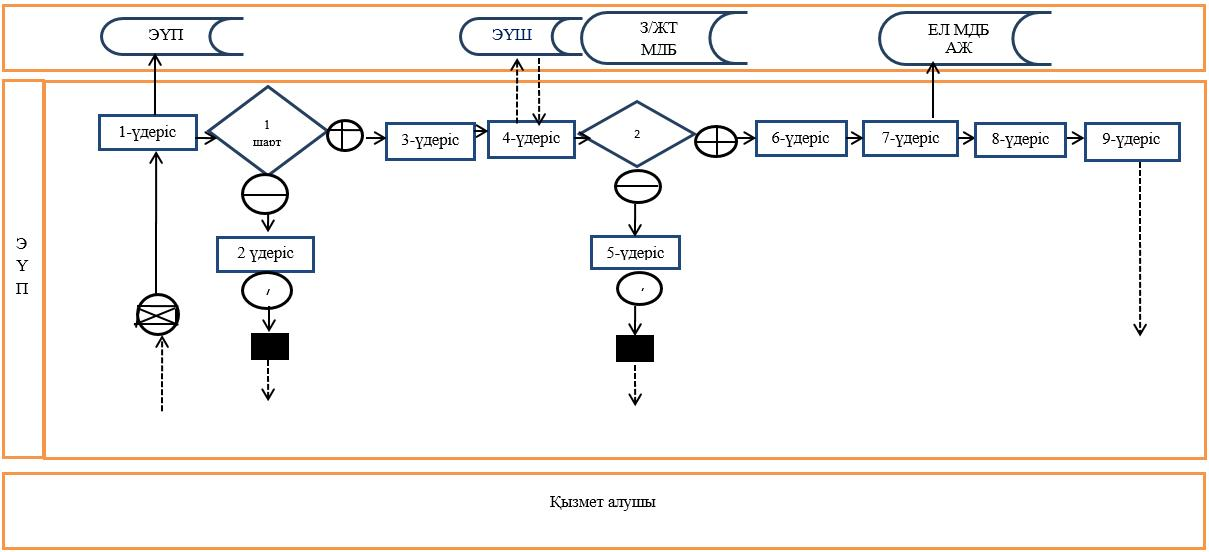 ЭҮП
ЭҮШ
З/ЖТ
МДБ
ЕЛ МДБ
АЖ
1-үдеріс
1
шарт
3-үдеріс
4-үдеріс
2
6-үдеріс
7-үдеріс
8-үдеріс
9-үдеріс
Э
Ү
П
2 үдеріс
5-үдеріс
Қызмет алушы